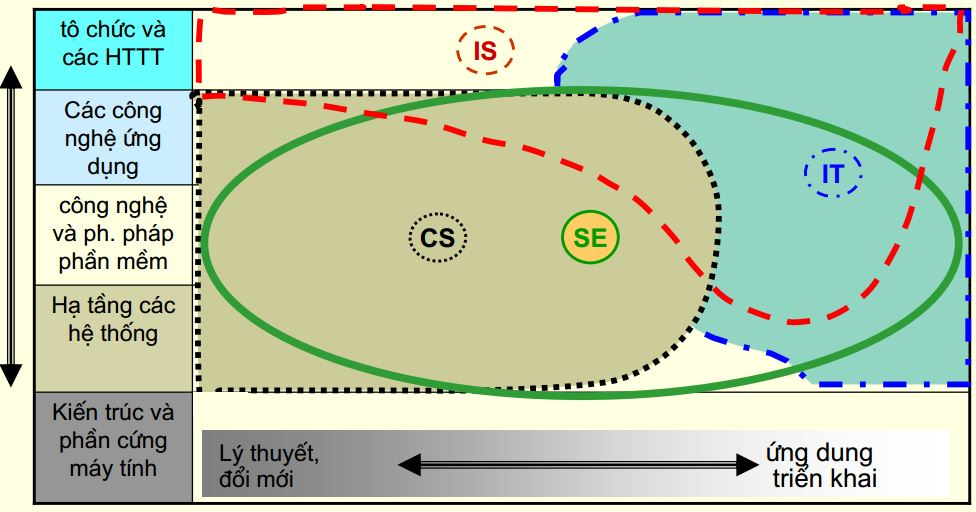 tô chức và
các HTTT
IS
Các công
nghệ ứng
dụng
IT
công nghệ
và ph. pháp
phần mềm
CS
SE
Hạ tầng các
hệ thống
Kiến trúc và
phần cứng
máy tính
Lý thuyết,
đổi mới
ứng dung
triển khai